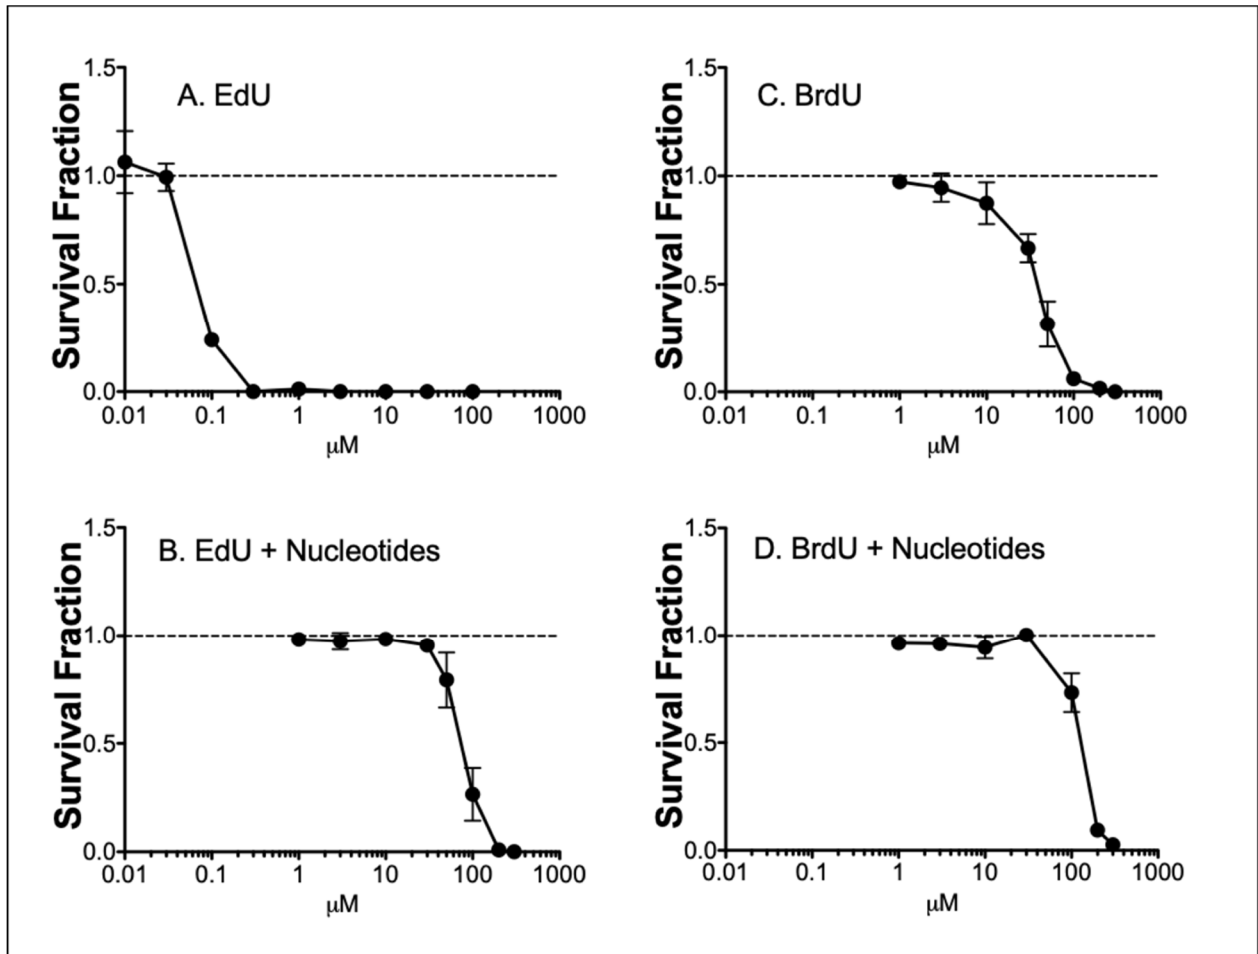 A. EdU
Survival Fraction
1.5
1.0
0.5
0.0
0.01 0.1 1 10 100 1000
μM
C. BrdU
Survival Fraction
1.5
1.0
0.5
0.0
0.01 0.1 1 10 100 1000
μM
B. EdU + Nucleotides
Survival Fraction
1.5
1.0
0.5
0.0
0.01 0.1 1 10 100 1000
μM
D. BrdU + Nucleotides
Survival Fraction
1.5
1.0
0.5
0.0
0.01 0.1 1 10 100 1000
μM